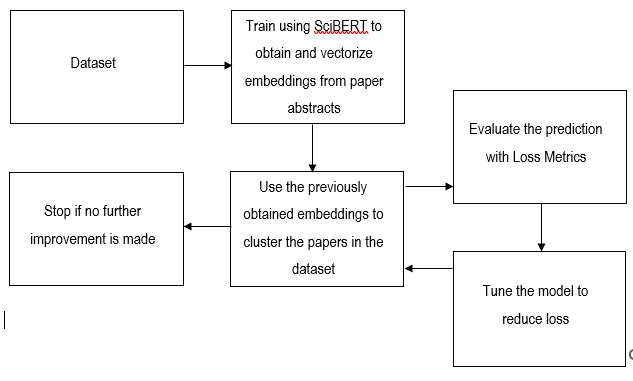 Dataset
Train using SciBERT to
obtain and vectorize
embeddings from paper
abstracts
Evaluate the prediction
with Loss Metrics
Stop if no further
improvement is made
Use the previously
obtained embeddings to
cluster the papers in the
dataset
Tune the model to
reduce loss